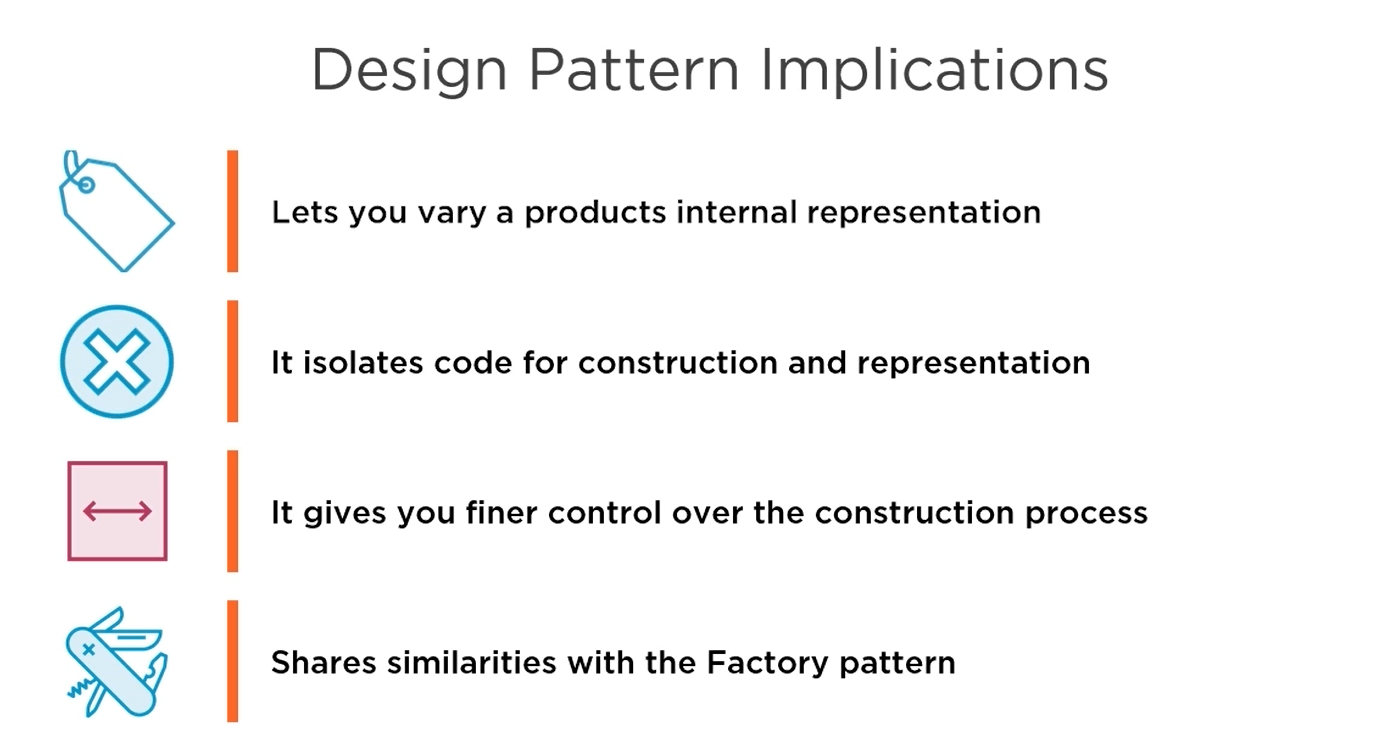 Design Pattern Implications
Lets you vary a products internal representation
It isolates code for construction and representation
It gives you finer control over the construction process
Shares similarities with the Factory pattern